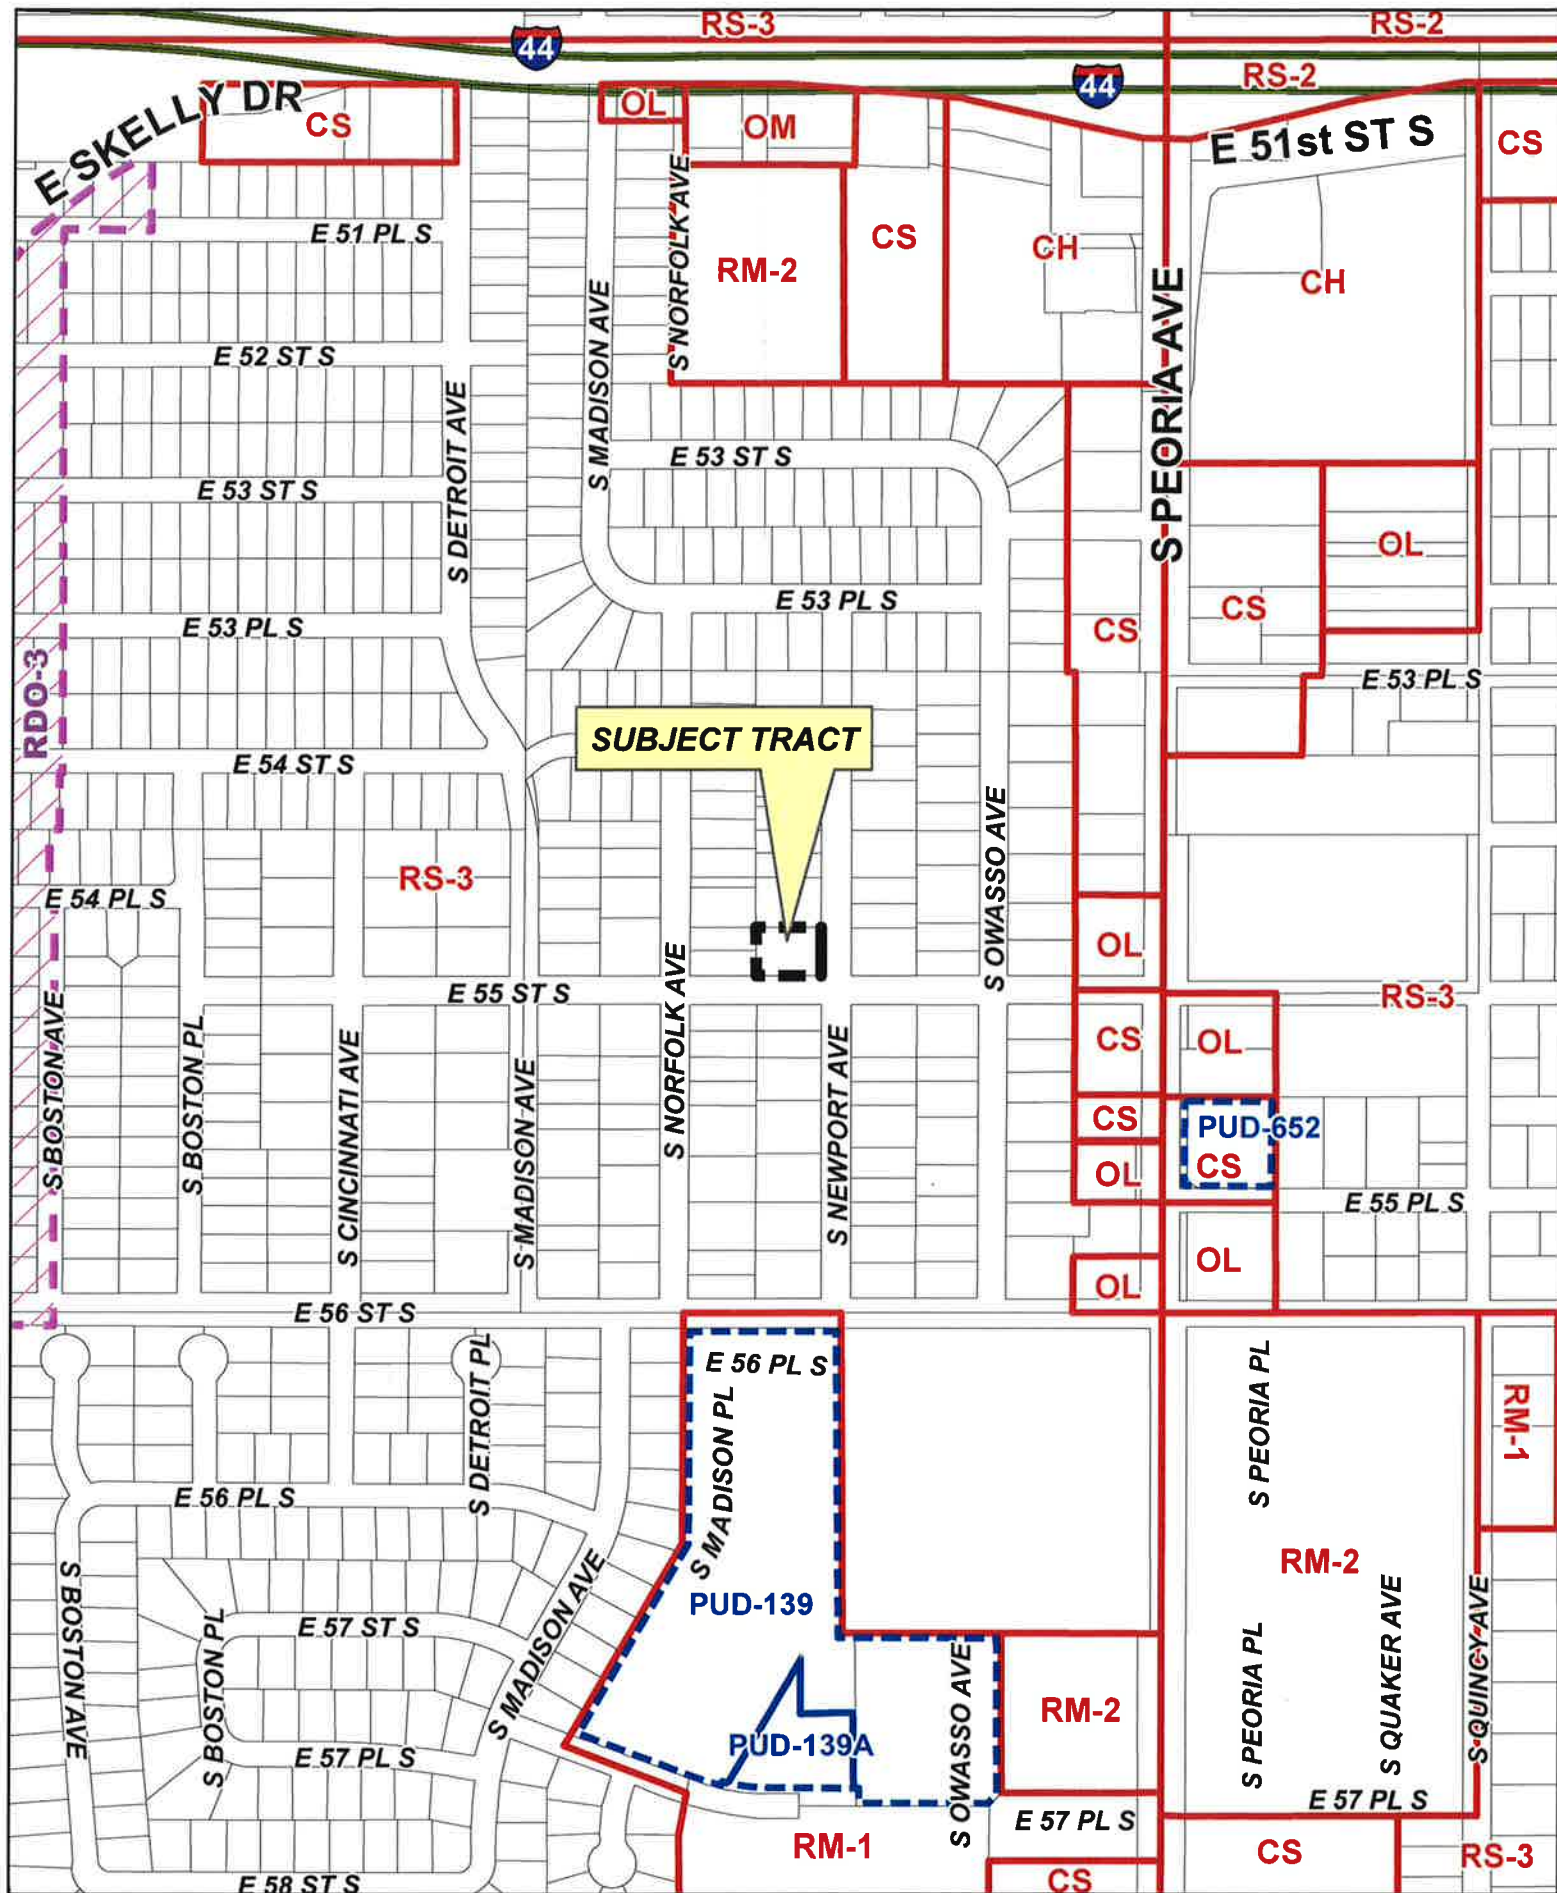 RS-3
RS-2
44
44
RS-2
E SKELLY DR
CS
OL
OM
E 51st ST S
CS
E 51 PL S
S NORFOLK AVE
RM-2
CS
CH
CH
S MADISON AVE
S PEORIA AVE
E 52 ST S
S DETROIT AVE
E 53 ST S
E 53 ST S
OL
E 53 PL S
CS
CS
E 53 PL S
RDO-3
E 53 PL S
SUBJECT TRACT
E 54 ST S
RS-3
S OWASSO AVE
E 54 PL S
OL
E 55 ST S
RS-3
S BOSTON AVE
S BOSTON PL
S CINCINNATI AVE
S MADISON AVE
S NORFOLK AVE
S NEWPORT AVE
CS
OL
CS
PUD-652
CS
OL
E 55 PL S
OL
OL
E 56 ST S
E 56 PL S
S DETROIT PL
S MADISON PL
S PEORIA PL
RM-1
E 56 PL S
RM-2
S BOSTON AVE
S MADISON AVE
PUD-139
S QUAKER AVE
S QUINCY AVE
S BOSTON PL
E 57 ST S
S PEORIA PL
S OWASSO AVE
RM-2
PUD-139A
E 57 PL S
E 57 PL S
E 57 PL S
RM-1
CS
RS-3
E 58 ST S
CS